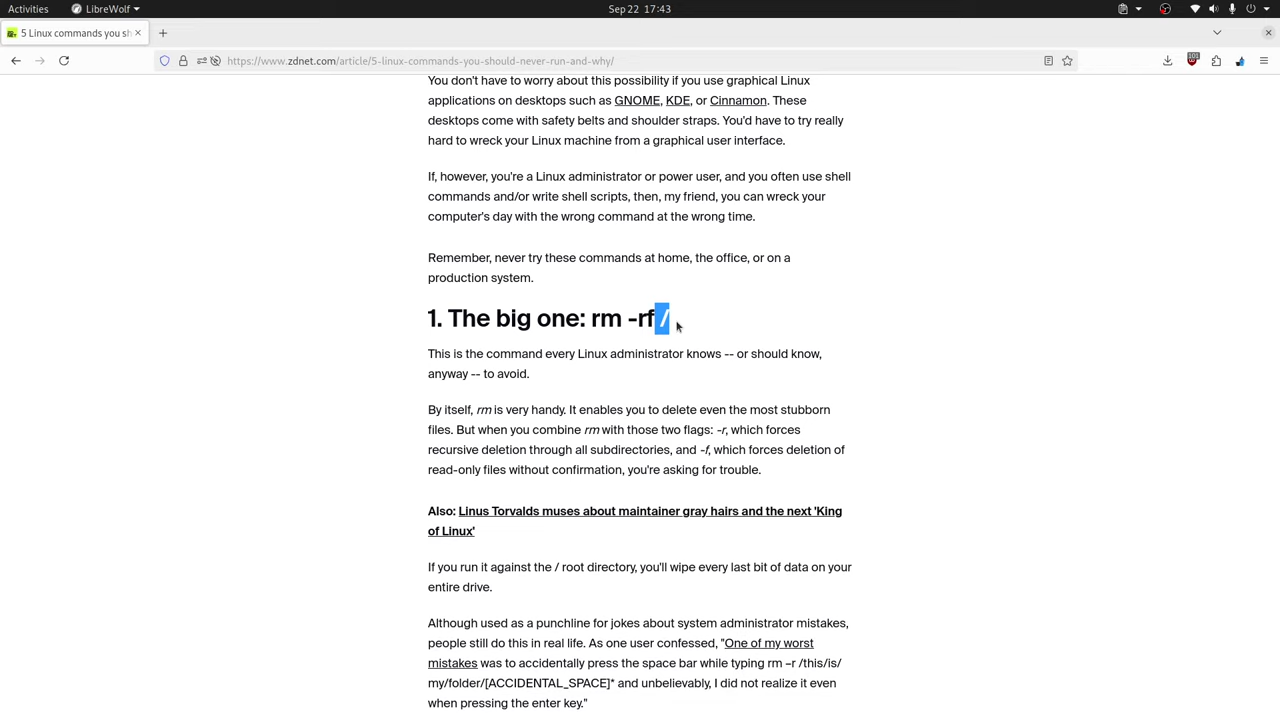 Activities
LibreWolf
Sep 22 17:43
5 Linux commands you sh
https://www.zdnet.com/article/5-linux-commands-you-should-never-run-and-why/
101
You don't have to worry about this possibility if you use graphical Linux
applications on desktops such as GNOME, KDE, or Cinnamon. These
desktops come with safety belts and shoulder straps. You'd have to try really
hard to wreck your Linux machine from a graphical user interface.
If, however, you're a Linux administrator or power user, and you often use shell
commands and/or write shell scripts, then, my friend, you can wreck your
computer's day with the wrong command at the wrong time.
Remember, never try these commands at home, the office, or on a
production system.
1. The big one: rm -rf /
This is the command every Linux administrator knows -- or should know,
anyway -- to avoid.
By itself, rm is very handy. It enables you to delete even the most stubborn
files. But when you combine rm with those two flags: -r, which forces
recursive deletion through all subdirectories, and -f, which forces deletion of
read-only files without confirmation, you're asking for trouble.
Also: Linus Torvalds muses about maintainer gray hairs and the next 'King
of Linux'
If you run it against the / root directory, you'll wipe every last bit of data on your
entire drive.
Although used as a punchline for jokes about system administrator mistakes,
people still do this in real life. As one user confessed, "One of my worst
mistakes was to accidentally press the space bar while typing rm –r /this/is/
my/folder/[ACCIDENTAL_SPACE]* and unbelievably, I did not realize it even
when pressing the enter key."